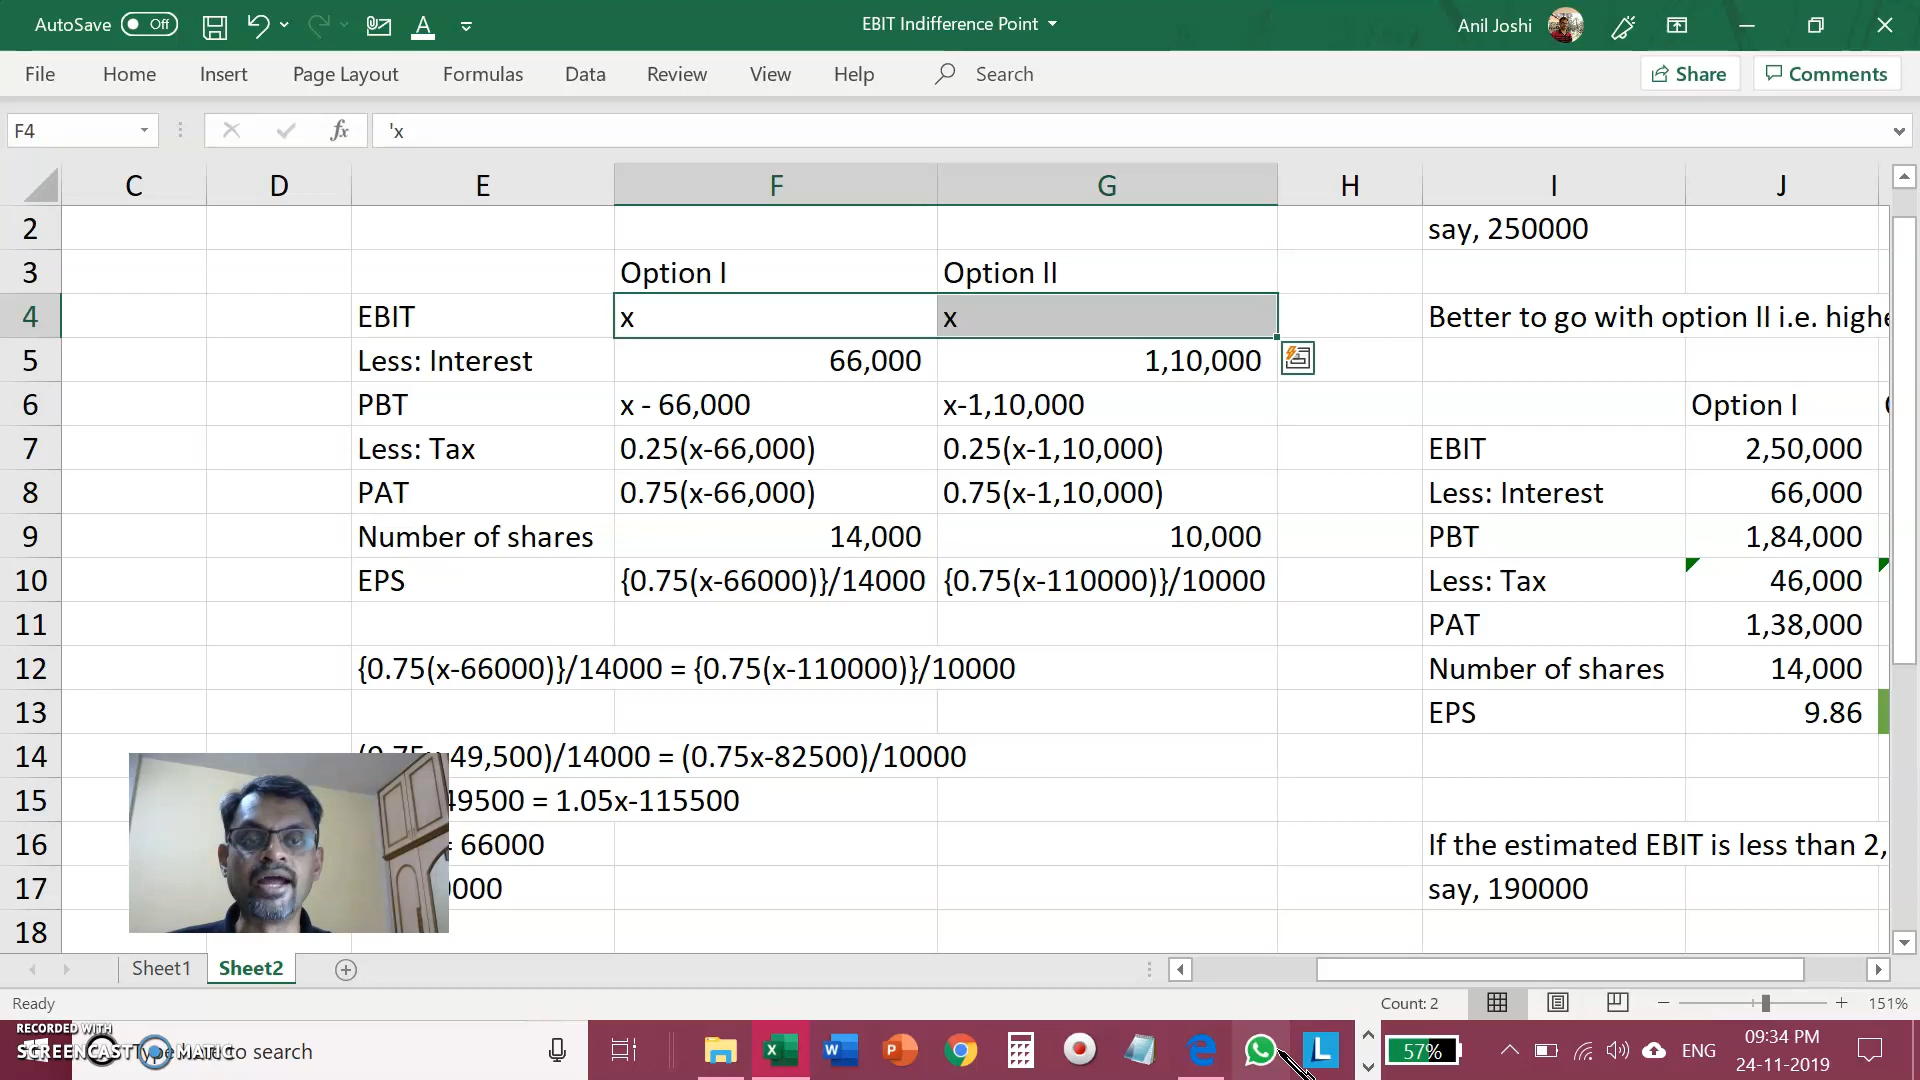 AutoSave Off
EBIT Indifference Point
Anil Joshi
File Home Insert Page Layout Formulas Data Review View Help Search Share Comments
F4 fx 'x
C D E F G H I J
2 say, 250000
3 Option I Option II
4 EBIT x x Better to go with option II i.e. highe
5 Less: Interest 66,000 1,10,000
6 PBT x - 66,000 x-1,10,000 Option I
7 Less: Tax 0.25(x-66,000) 0.25(x-1,10,000) EBIT 2,50,000
8 PAT 0.75(x-66,000) 0.75(x-1,10,000) Less: Interest 66,000
9 Number of shares 14,000 10,000 PBT 1,84,000
10 EPS {0.75(x-66000)}/14000 {0.75(x-110000)}/10000 Less: Tax 46,000
11 PAT 1,38,000
12 {0.75(x-66000)}/14000 = {0.75(x-110000)}/10000 Number of shares 14,000
13 EPS 9.86
14 49,500)/14000 = (0.75x-82500)/10000
15 49500 = 1.05x-115500
16 = 66000 If the estimated EBIT is less than 2,
17 0000 say, 190000
18
Sheet1 Sheet2
Ready Count: 2 151%
RECORDED WITH
SCREENCAST MATIC
to search
57% ENG 09:34 PM
24-11-2019